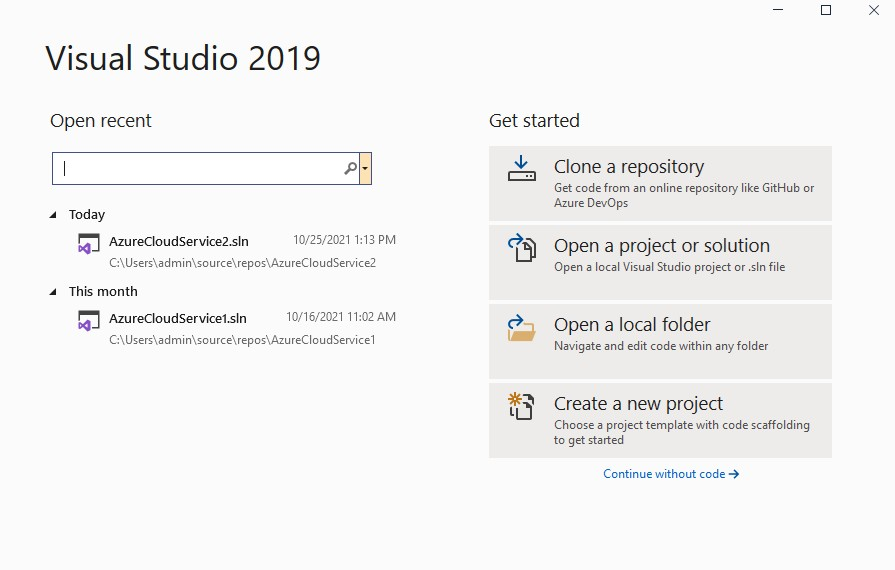 Visual Studio 2019
Open recent
Today
AzureCloudService2.sln 10/25/2021 1:13 PM
C:\Users\admin\source\repos\AzureCloudService2
This month
AzureCloudService1.sln 10/16/2021 11:02 AM
C:\Users\admin\source\repos\AzureCloudService1
Get started
Clone a repository
Get code from an online repository like GitHub or
Azure DevOps
Open a project or solution
Open a local Visual Studio project or .sln file
Open a local folder
Navigate and edit code within any folder
Create a new project
Choose a project template with code scaffolding
to get started
Continue without code